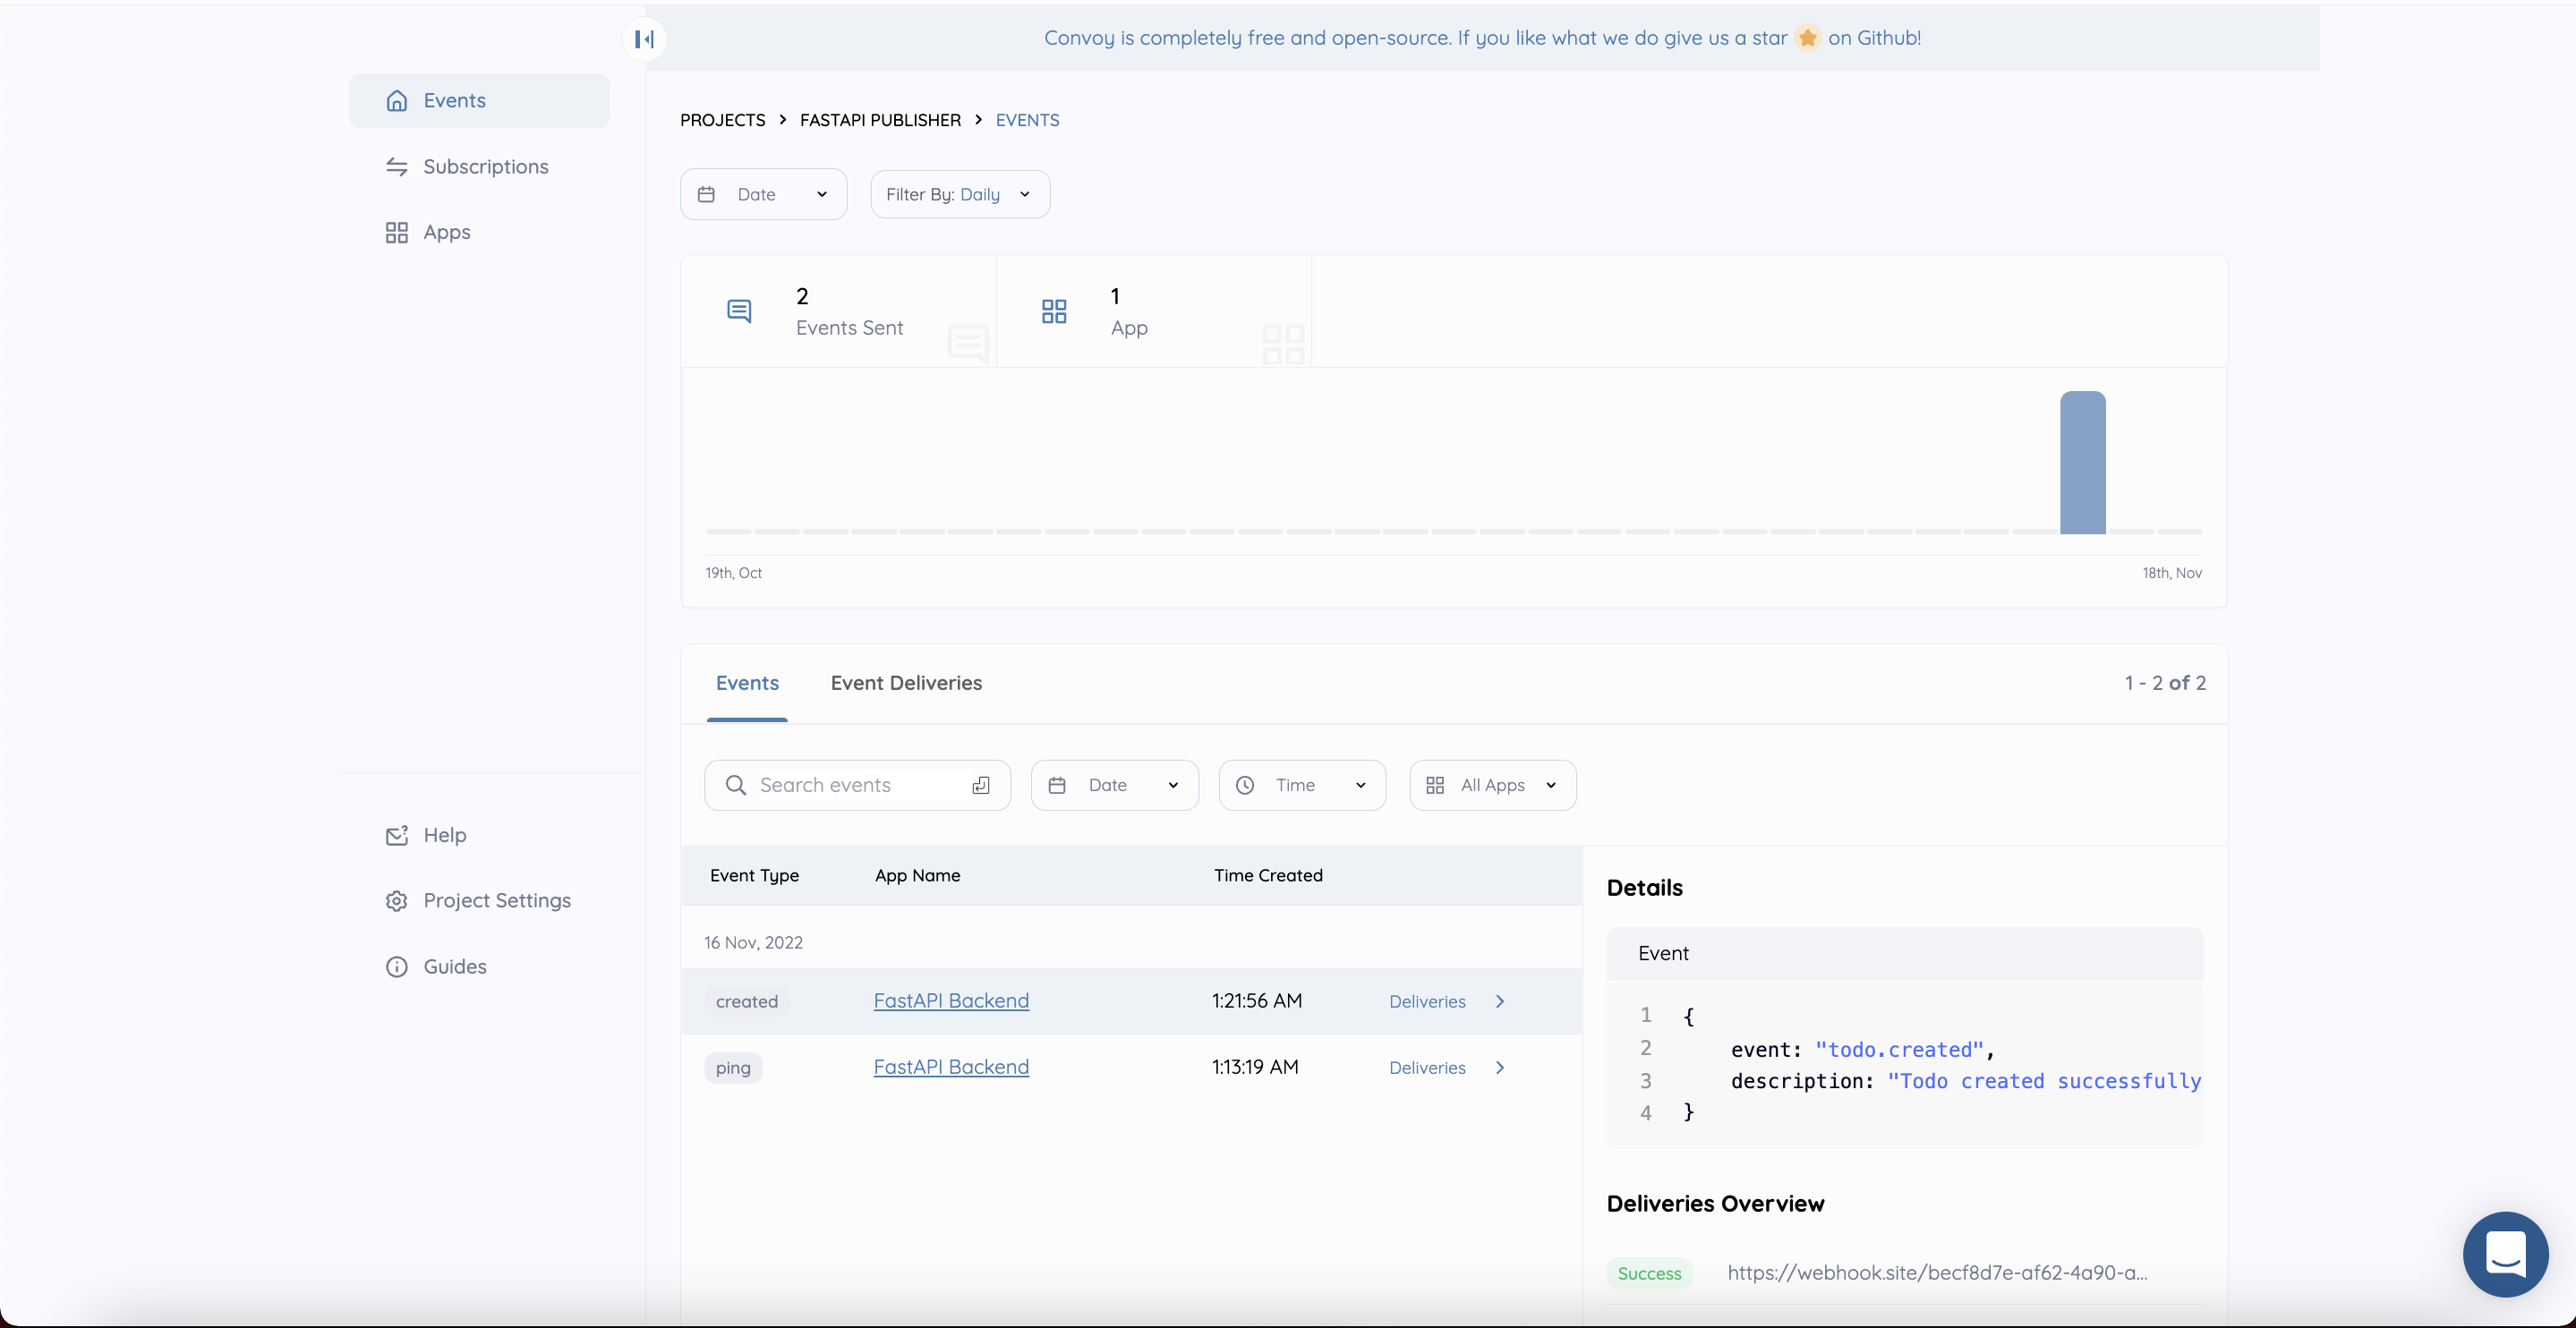 Convoy is completely free and open-source. If you like what we do give us a star ⭐ on Github!
Events
Subscriptions
Apps
Help
Project Settings
Guides
PROJECTS > FASTAPI PUBLISHER > EVENTS
Date
Filter By: Daily
2
Events Sent
1
App
19th, Oct
18th, Nov
Events
Event Deliveries
1 - 2 of 2
Search events
Date
Time
All Apps
Event Type App Name Time Created
16 Nov, 2022
created FastAPI Backend 1:21:56 AM Deliveries
ping FastAPI Backend 1:13:19 AM Deliveries
Details
Event
1 {
2 event: "todo.created",
3 description: "Todo created successfully
4 }
Deliveries Overview
Success https://webhook.site/becf8d7e-af62-4a90-a...